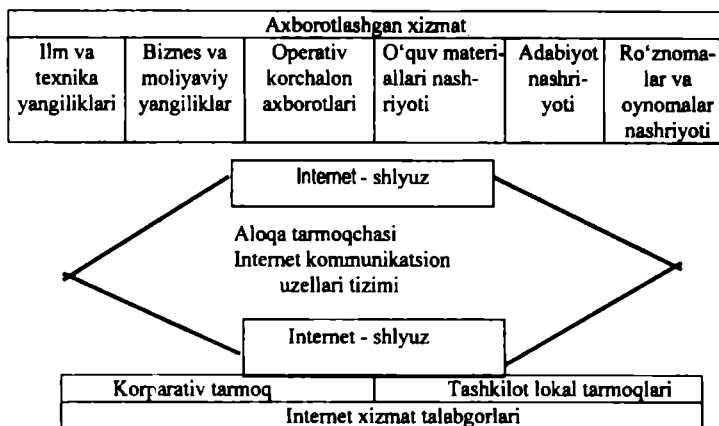 Axborotlashgan xizmat
Ilm va
texnika
yangiliklari
Biznes va
moliyaviy
yangiliklar
Operativ
korchalon
axborotlari
O‘quv materi-
allari nash-
riyoti
Adabiyot
nashri-
yoti
Ro‘znoma-
lar va
oynomalar
nashriyoti
Internet - shlyuz
Aloqa tarmoqchasi
Internet kommunikatsion
uzellari tizimi
Internet - shlyuz
Korparativ tarmoq
Tashkilot lokal tarmoqlari
Internet xizmat talabgorlari